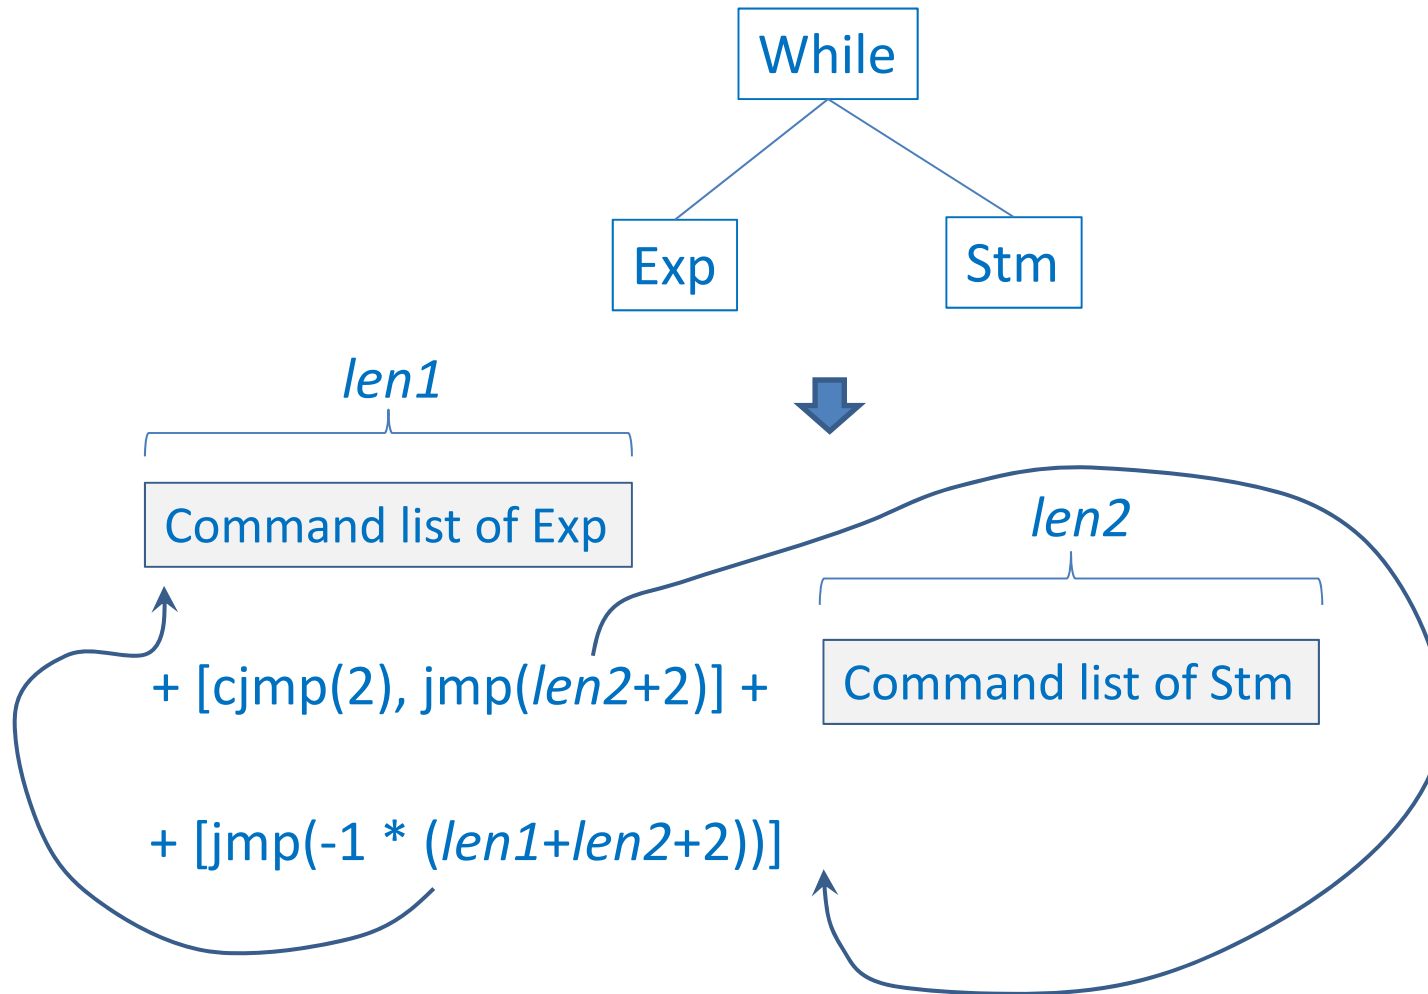 While
Exp
Stm
len1
Command list of Exp
len2
+ [cjmp(2), jmp(len2+2)] +
Command list of Stm
+ [jmp(-1 * (len1+len2+2))]